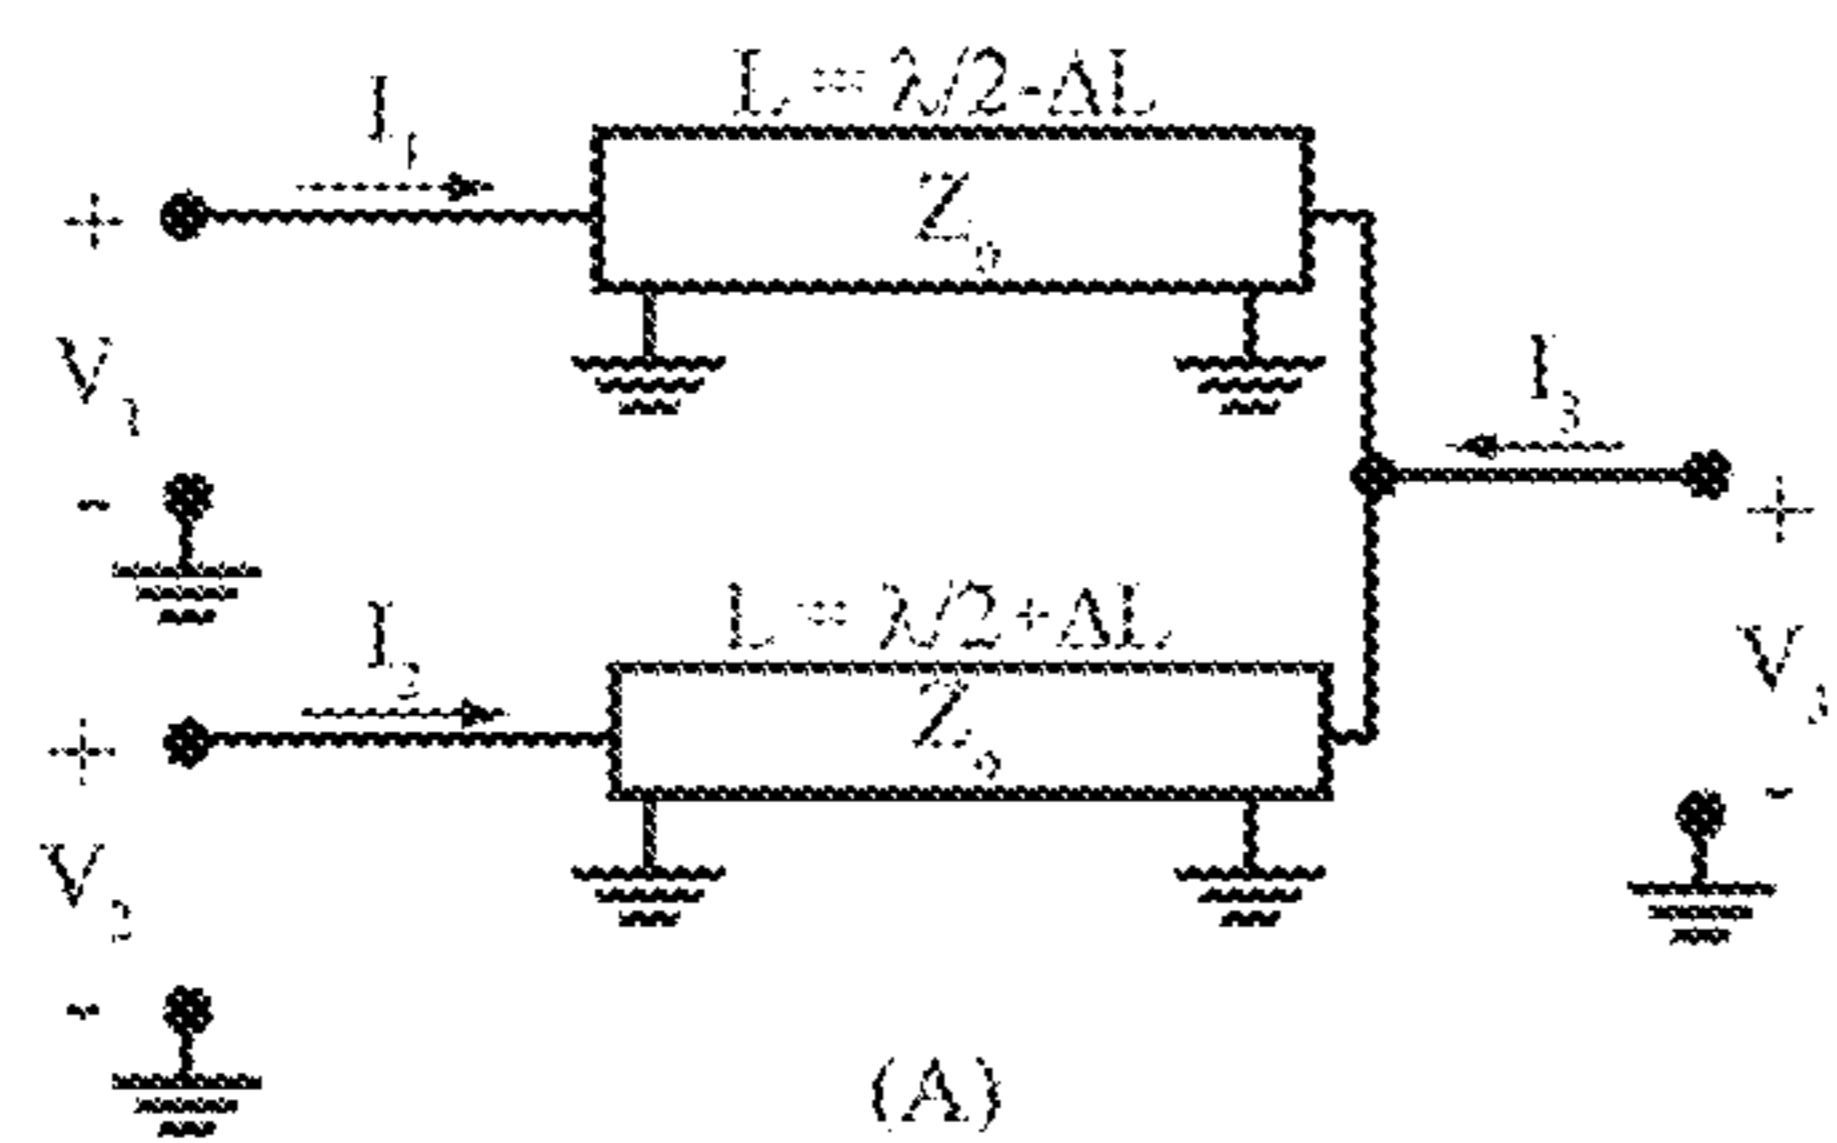 L = λ/2-ΔL
I1
Z0
+
V1
I3
-
+
L = λ/2+ΔL
I2
Z0
V3
+
-
V2
-
(A)